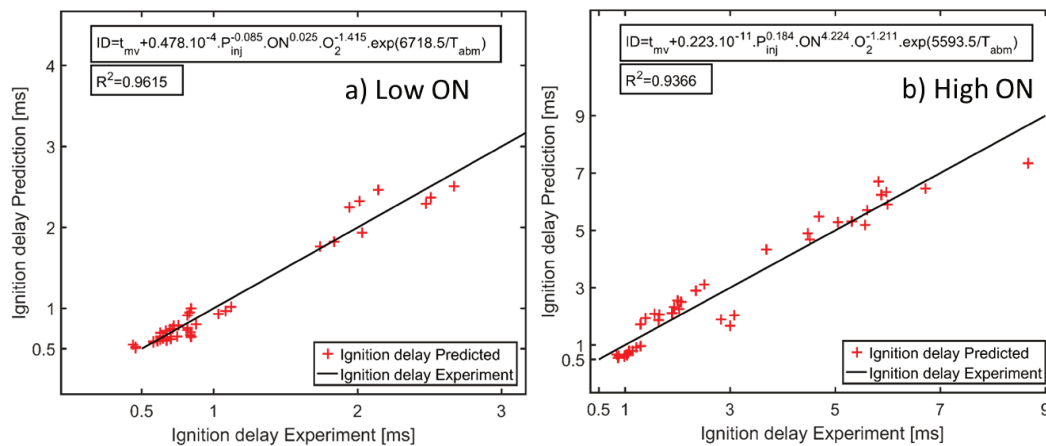 ID=t_mv+0.478.10^-4.P_inj^-0.085.ON^0.025.O_2^-1.415.exp(6718.5/T_abm)
R^2=0.9615
a) Low ON
4
3
2
1
0.5
Ignition delay Prediction [ms]
Ignition delay Predicted
Ignition delay Experiment
0.5
1
2
3
Ignition delay Experiment [ms]
ID=t_mv+0.223.10^-11.P_inj^0.184.ON^4.224.O_2^-1.211.exp(5593.5/T_abm)
R^2=0.9366
b) High ON
9
7
5
3
1
0.5
Ignition delay Prediction [ms]
Ignition delay Predicted
Ignition delay Experiment
0.5
1
3
5
7
9
Ignition delay Experiment [ms]